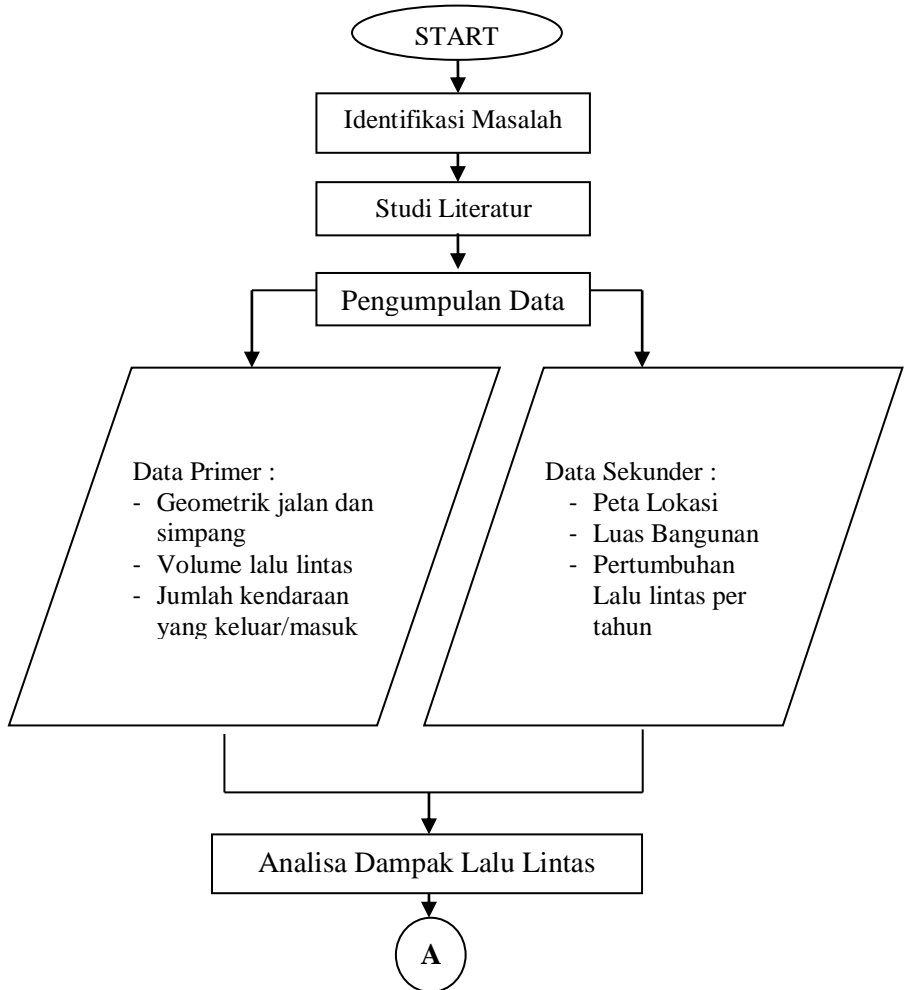 START
Identifikasi Masalah
Studi Literatur
Pengumpulan Data
Data Primer :
- Geometrik jalan dan
simpang
- Volume lalu lintas
- Jumlah kendaraan
yang keluar/masuk
Data Sekunder :
- Peta Lokasi
- Luas Bangunan
- Pertumbuhan
Lalu lintas per
tahun
Analisa Dampak Lalu Lintas
A